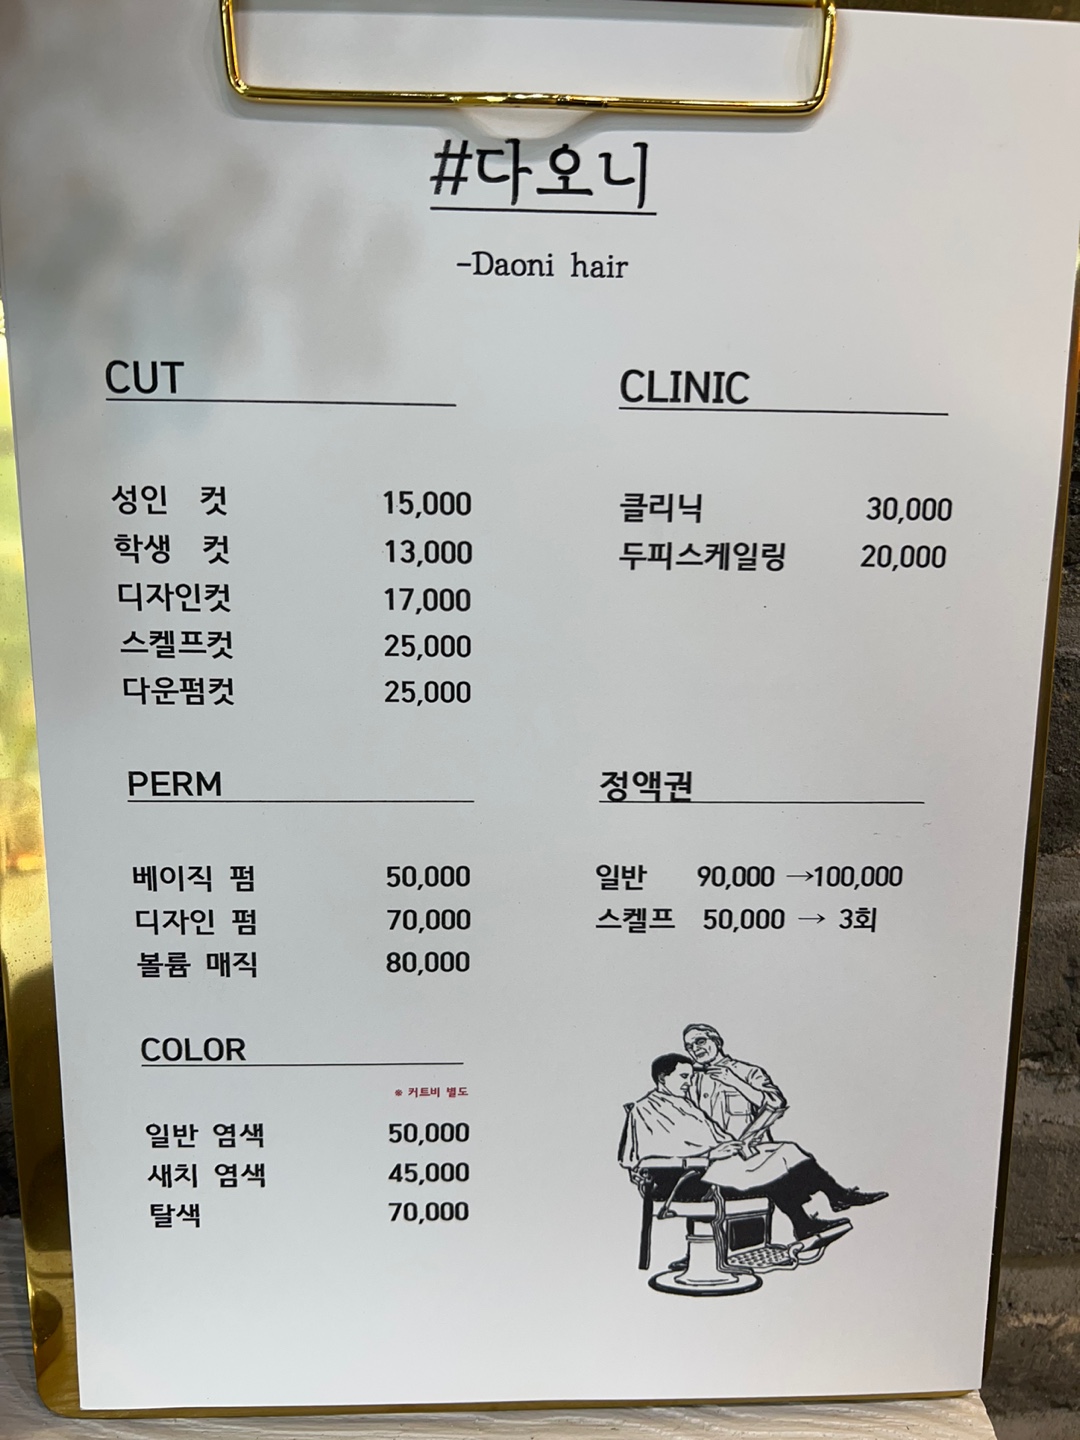 #다오니
-Daoni hair
CUT
성인 컷 15,000
학생 컷 13,000
디자인컷 17,000
스켈프컷 25,000
다운펌컷 25,000
CLINIC
클리닉 30,000
두피스케일링 20,000
PERM
베이직 펌 50,000
디자인 펌 70,000
볼륨 매직 80,000
정액권
일반 90,000 →100,000
스켈프 50,000 → 3회
COLOR
※ 커트비 별도
일반 염색 50,000
새치 염색 45,000
탈색 70,000